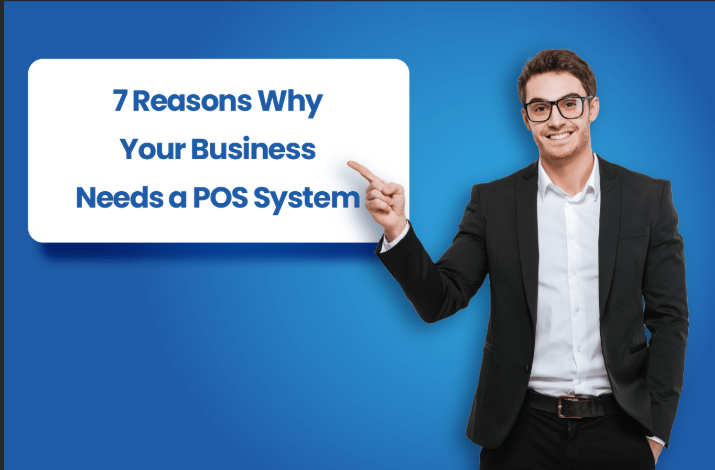 7 Reasons Why
Your Business
Needs a POS System